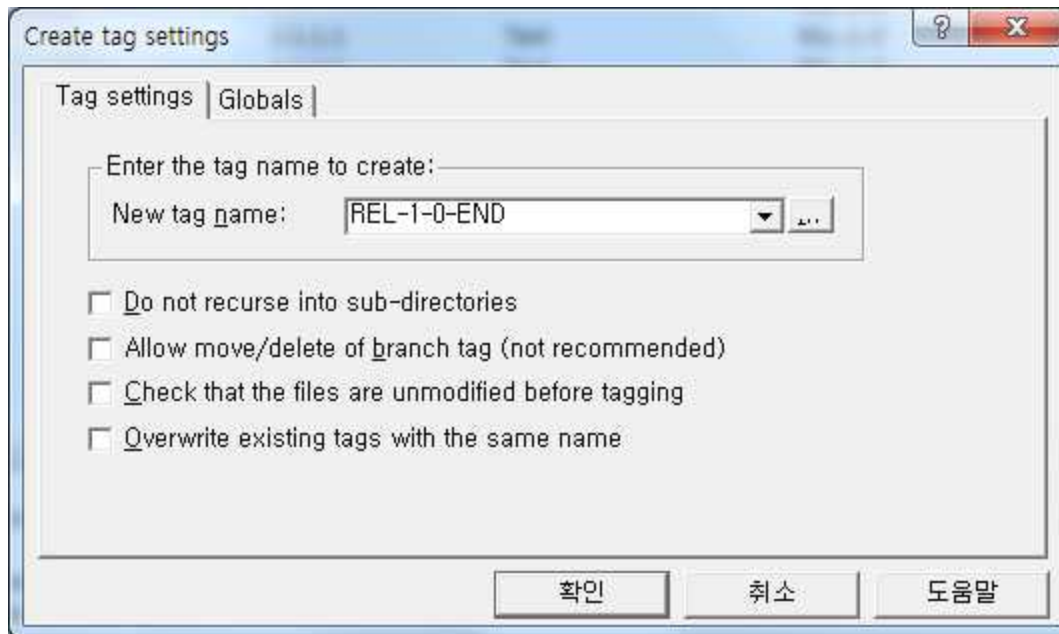 Create tag settings
Tag settings
Globals
Enter the tag name to create:
New tag name:
REL-1-0-END
...
Do not recurse into sub-directories
Allow move/delete of branch tag (not recommended)
Check that the files are unmodified before tagging
Overwrite existing tags with the same name
확인
취소
도움말